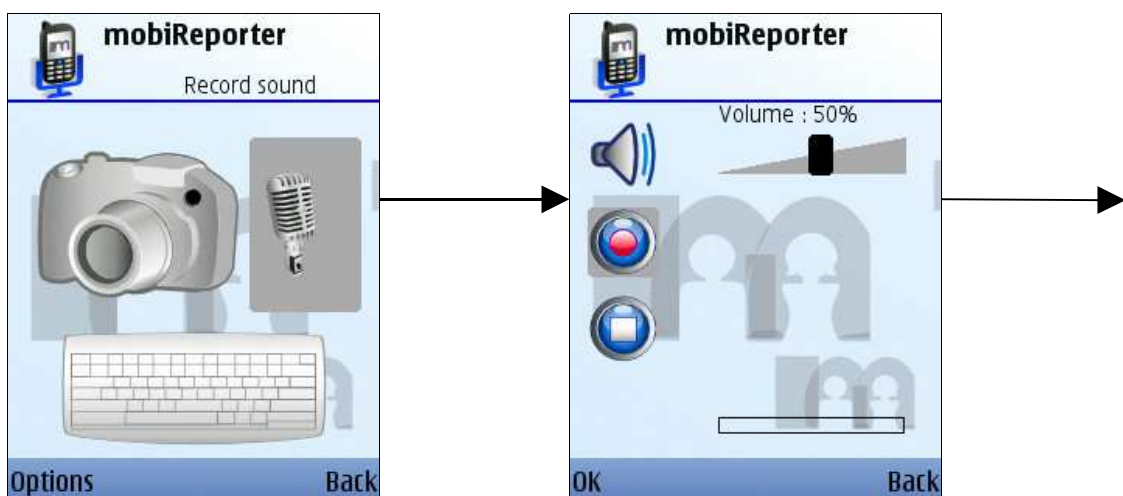 mobiReporter
Record sound
Options Back
mobiReporter
Volume : 50%
OK Back